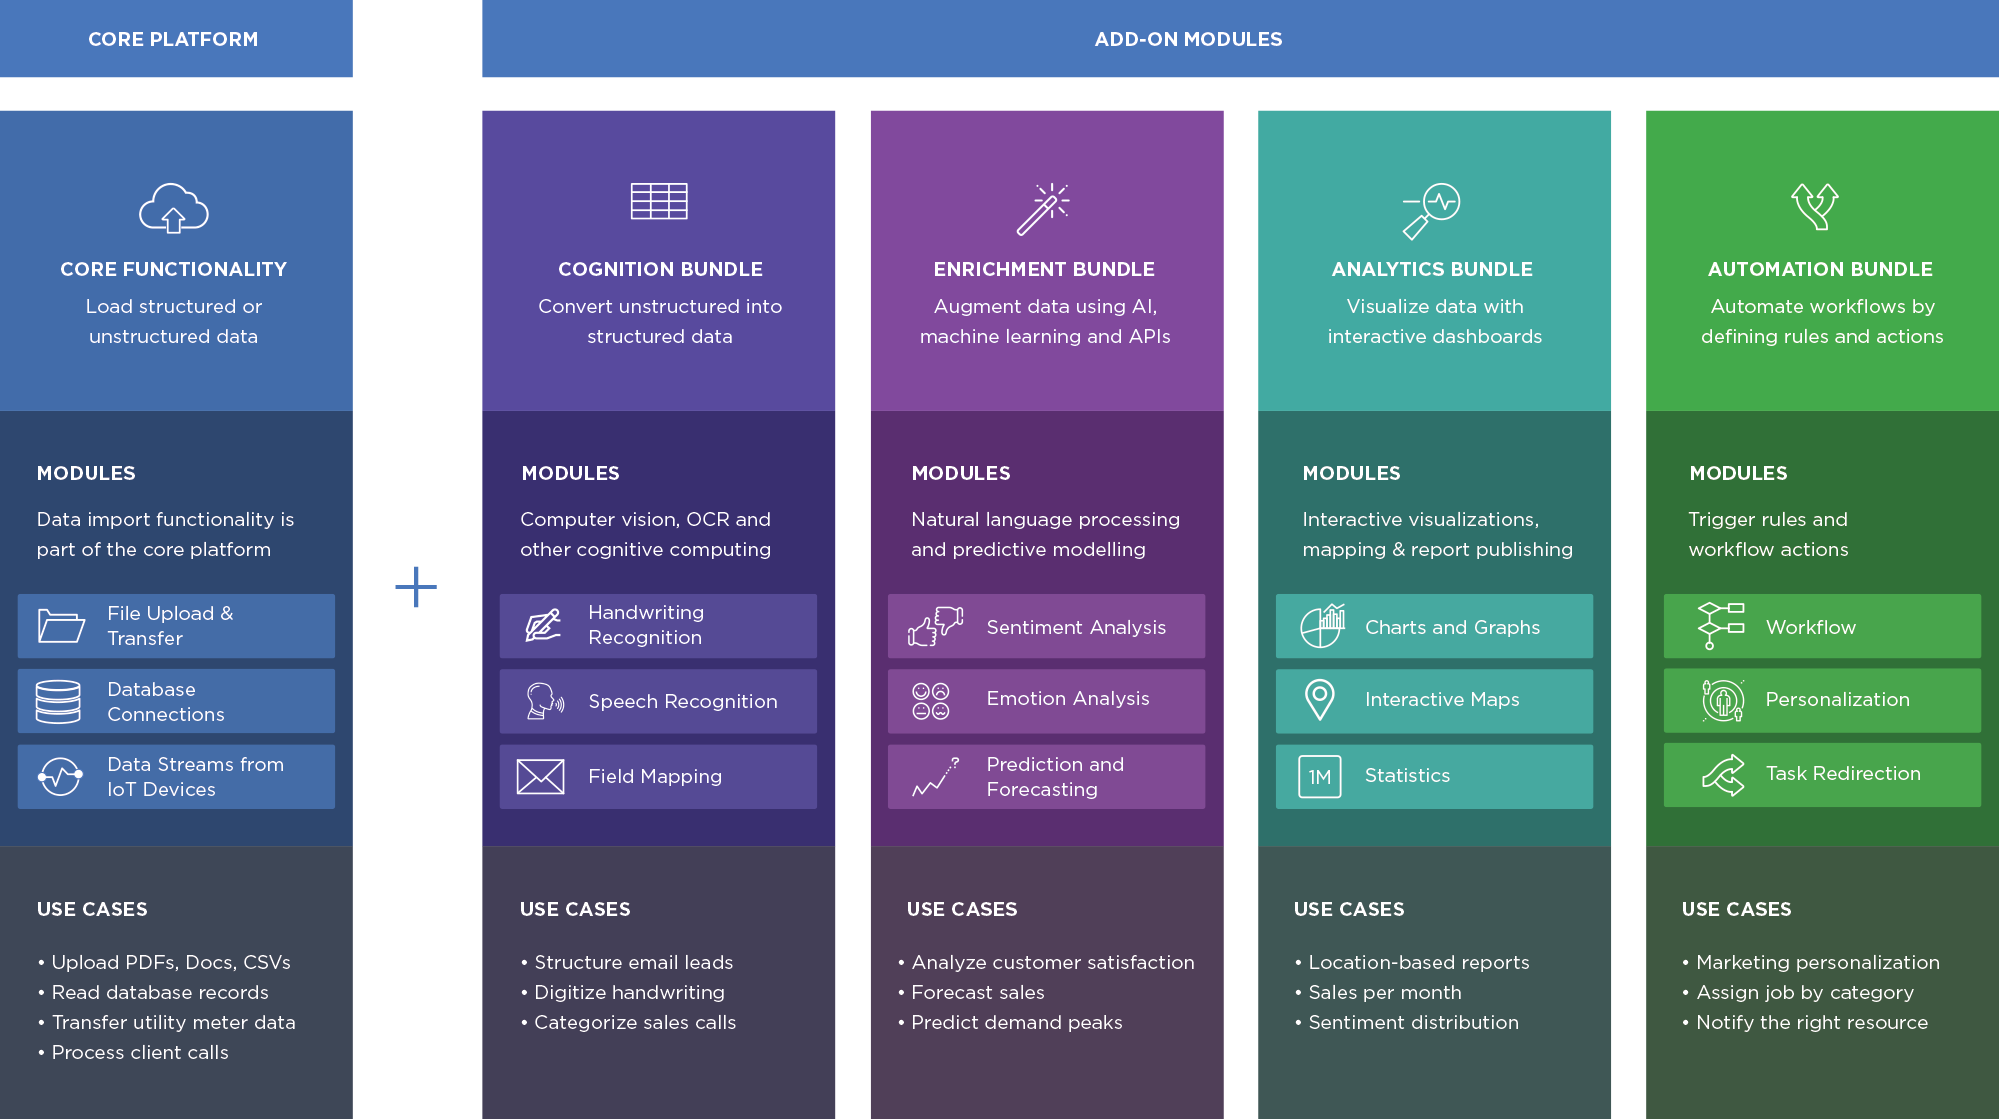 CORE PLATFORM
ADD-ON MODULES
CORE FUNCTIONALITY
Load structured or
unstructured data
MODULES
Data import functionality is
part of the core platform
File Upload &
Transfer
Database
Connections
Data Streams from
IoT Devices
USE CASES
• Upload PDFs, Docs, CSVs
• Read database records
• Transfer utility meter data
• Process client calls
+
COGNITION BUNDLE
Convert unstructured into
structured data
MODULES
Computer vision, OCR and
other cognitive computing
Handwriting
Recognition
Speech Recognition
Field Mapping
USE CASES
• Structure email leads
• Digitize handwriting
• Categorize sales calls
ENRICHMENT BUNDLE
Augment data using AI,
machine learning and APIs
MODULES
Natural language processing
and predictive modelling
Sentiment Analysis
Emotion Analysis
?
Prediction and
Forecasting
USE CASES
• Analyze customer satisfaction
• Forecast sales
• Predict demand peaks
ANALYTICS BUNDLE
Visualize data with
interactive dashboards
MODULES
Interactive visualizations,
mapping & report publishing
Charts and Graphs
Interactive Maps
1M
Statistics
USE CASES
• Location-based reports
• Sales per month
• Sentiment distribution
AUTOMATION BUNDLE
Automate workflows by
defining rules and actions
MODULES
Trigger rules and
workflow actions
Workflow
Personalization
Task Redirection
USE CASES
• Marketing personalization
• Assign job by category
• Notify the right resource